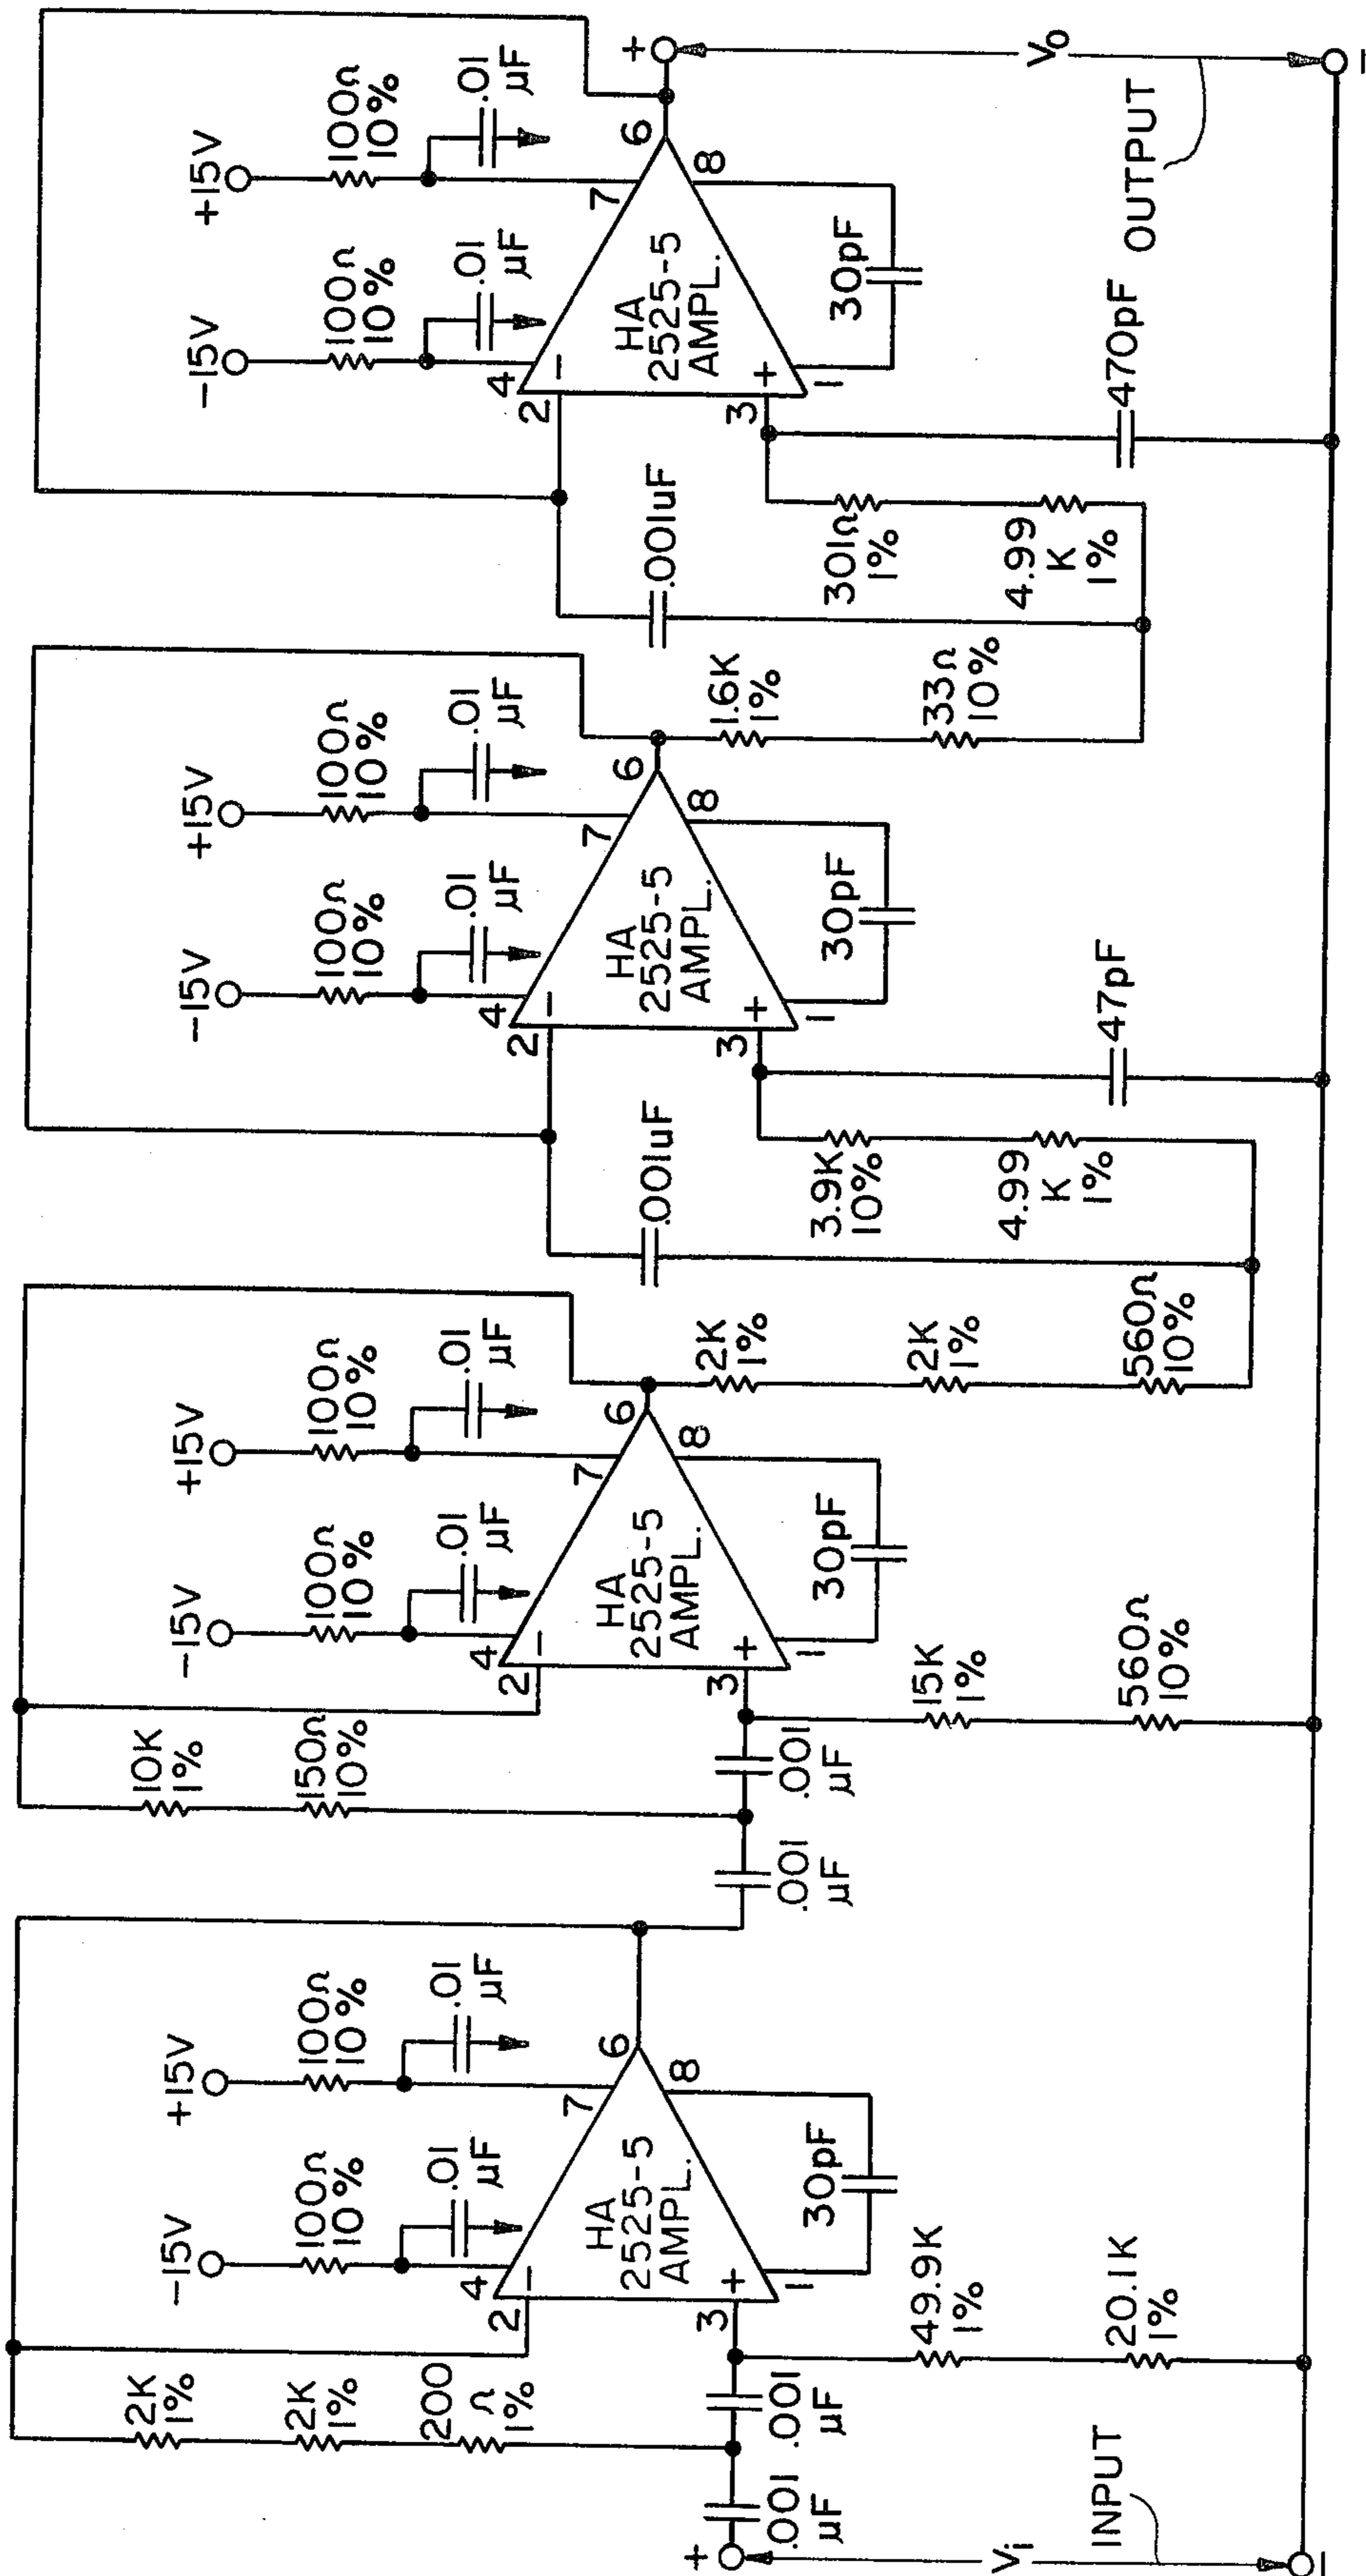 2K
1%
2K
1%
200
Ω
1%
-15V
100Ω
10%
.01
µF
+15V
100Ω
10%
.01
µF
4
7
2
-
6
HA
2525-5
AMPL.
3
+
8
1
30pF
+
.001
µF
.001
µF
49.9K
1%
20.1K
1%
Vi
INPUT
-
10K
1%
150Ω
10%
-15V
100Ω
10%
.01
µF
+15V
100Ω
10%
.01
µF
4
7
2
-
6
HA
2525-5
AMPL.
3
+
8
1
30pF
.001
µF
.001
µF
15K
1%
560Ω
10%
2K
1%
2K
1%
560Ω
10%
.001uF
3.9K
10%
4.99
K
1%
-15V
100Ω
10%
.01
µF
+15V
100Ω
10%
.01
µF
4
7
2
-
6
HA
2525-5
AMPL.
3
+
8
1
30pF
47pF
1.6K
1%
33Ω
10%
.001uF
301Ω
1%
4.99
K
1%
-15V
100Ω
10%
.01
µF
+15V
100Ω
10%
.01
µF
4
7
2
-
6
HA
2525-5
AMPL.
3
+
8
1
30pF
470pF
+
Vo
OUTPUT
-